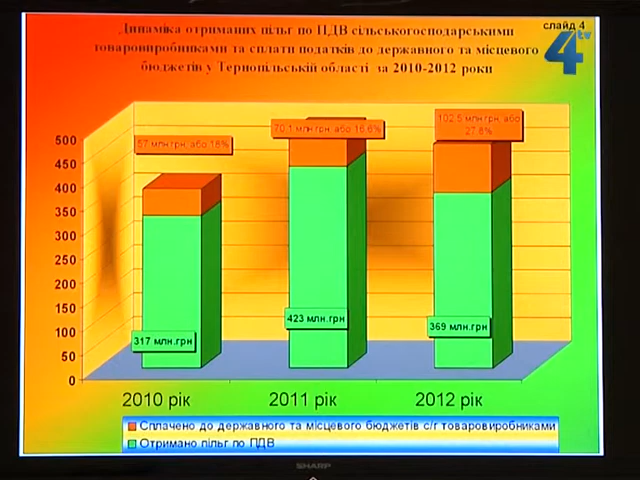 слайд 4
4 tv
Динаміка отриманих пільг по ПДВ сільськогосподарськими
товаровиробниками та сплати податків до державного та місцевого
бюджетів у Тернопільській області за 2010-2012 роки
57 млн.грн, або 18%
70,1 млн.грн, або 16,6%
102,5 млн.грн, або
27,8%
500
450
400
350
300
250
200
150
100
50
0
317 млн.грн
423 млн.грн
369 млн.грн
2010 рік
2011 рік
2012 рік
Сплачено до державного та місцевого бюджетів с/г товаровиробниками
Отримано пільг по ПДВ
SHARP